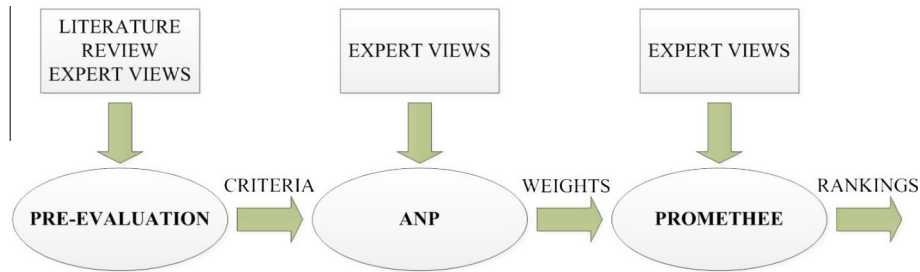 LITERATURE
REVIEW
EXPERT VIEWS
EXPERT VIEWS
EXPERT VIEWS
PRE-EVALUATION
CRITERIA
ANP
WEIGHTS
PROMETHEE
RANKINGS